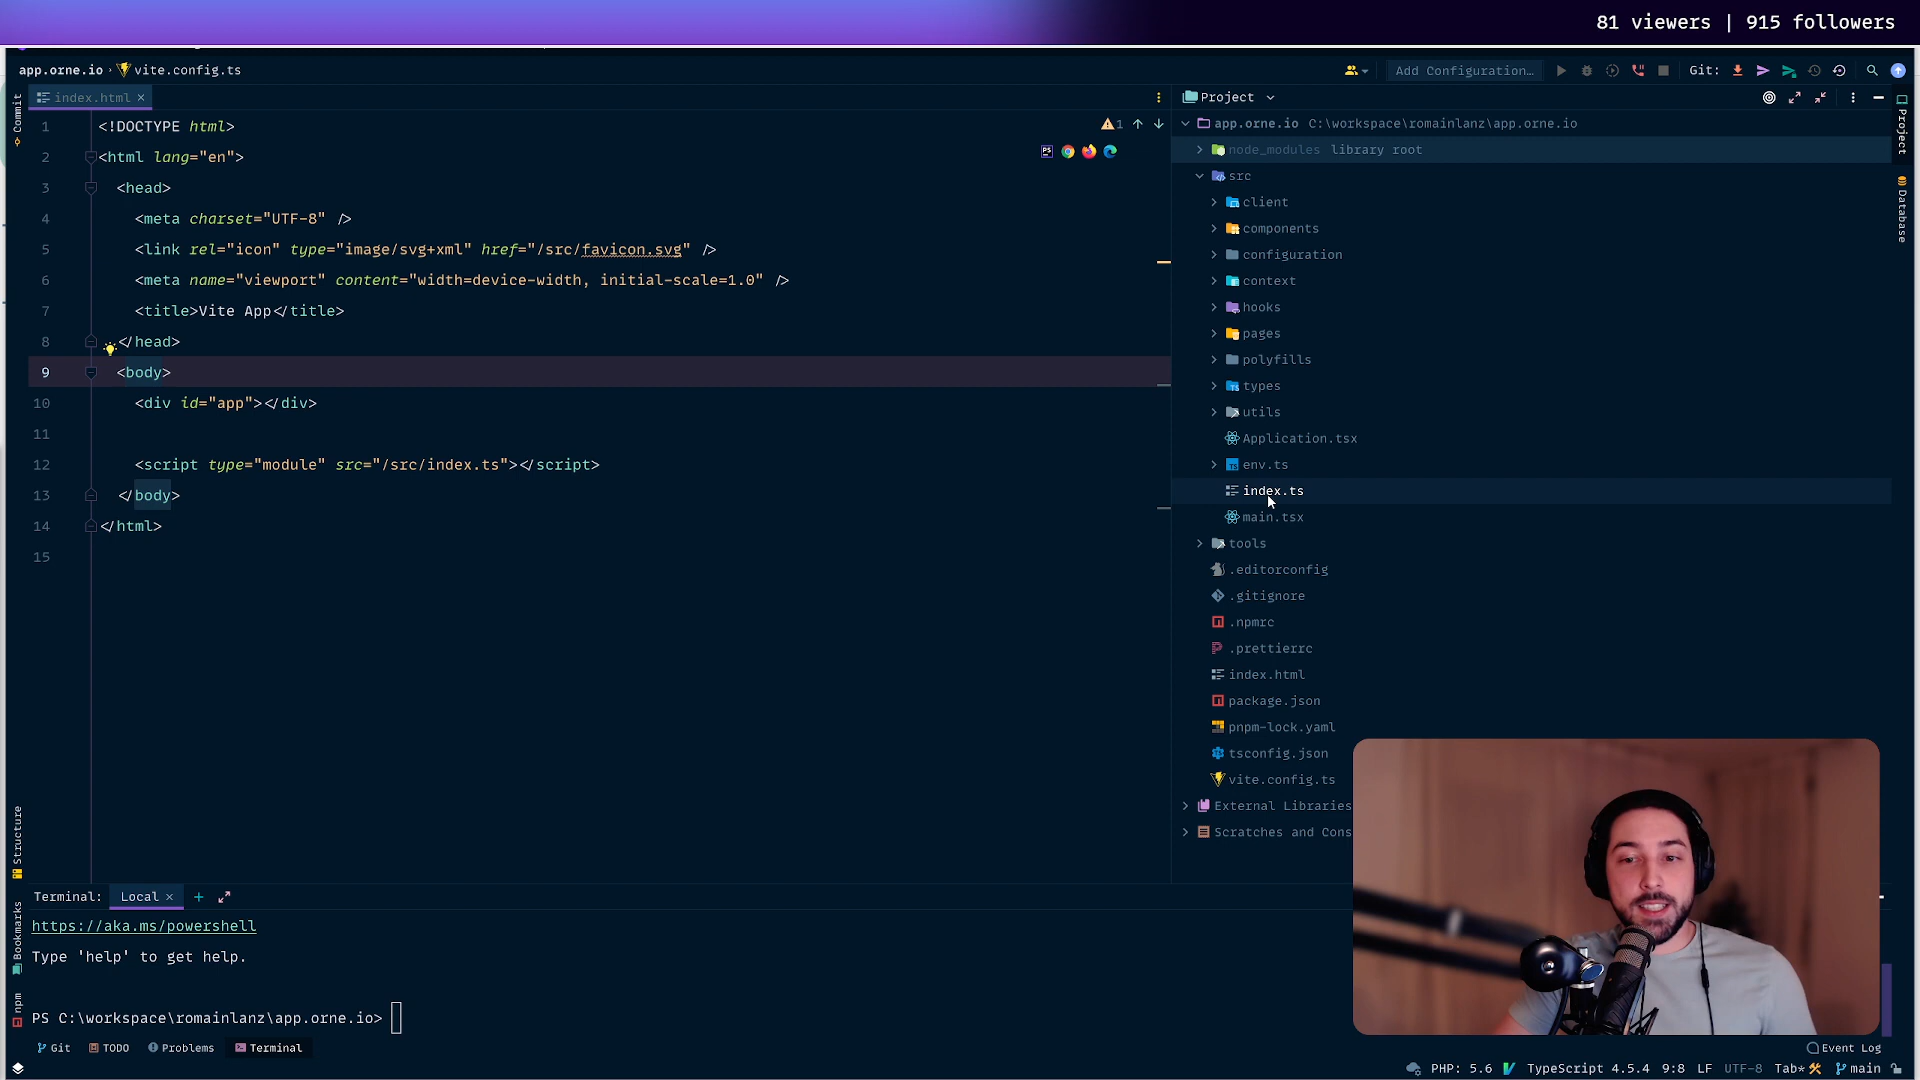 81 viewers | 915 followers
app.orne.io › vite.config.ts
Add Configuration...
Git:
index.html
Project
Commit
1 <!DOCTYPE html>
2 <html lang="en">
3 <head>
4 <meta charset="UTF-8" />
5 <link rel="icon" type="image/svg+xml" href="/src/favicon.svg" />
6 <meta name="viewport" content="width=device-width, initial-scale=1.0" />
7 <title>Vite App</title>
8 </head>
9 <body>
10 <div id="app"></div>
11
12 <script type="module" src="/src/index.ts"></script>
13 </body>
14 </html>
15
1
app.orne.io C:\workspace\romainlanz\app.orne.io
node_modules library root
src
client
components
configuration
context
hooks
pages
polyfills
types
utils
Application.tsx
env.ts
index.ts
main.tsx
tools
.editorconfig
.gitignore
.npmrc
.prettierrc
index.html
package.json
pnpm-lock.yaml
tsconfig.json
vite.config.ts
External Libraries
Scratches and Cons
Project
Database
Structure
Bookmarks
npm
Terminal: Local
https://aka.ms/powershell
Type 'help' to get help.
PS C:\workspace\romainlanz\app.orne.io>
Git TODO Problems Terminal
Event Log
PHP: 5.6 TypeScript 4.5.4 9:8 LF UTF-8 Tab* main